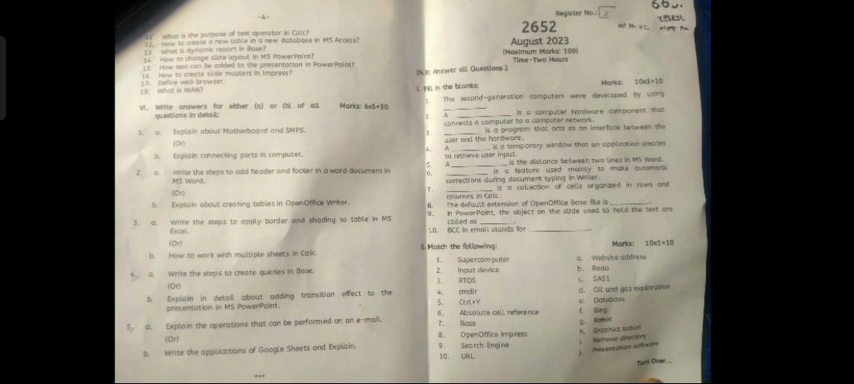 -4-
11. What is the purpose of text operator in Calc?
12. How to create a new table in a new database in MS Access?
13. What is dynamic report in Base?
14. How to change slide layout in MS PowerPoint?
15. How text can be added to the presentation in PowerPoint?
16. How to create slide masters in Impress?
17. Define web browser.
18. What is WAN?
VI. Write answers for either (a) or (b) of all Marks: 6x5=30
questions in detail:
1. a. Explain about Motherboard and SMPS.
(Or)
b. Explain connecting ports in computer.
2. a. Write the steps to add header and footer in a word document in
MS Word.
(Or)
b. Explain about creating tables in OpenOffice Writer.
3. a. Write the steps to apply border and shading to table in MS
Excel.
(Or)
b. How to work with multiple sheets in Calc.
4. a. Write the steps to create queries in Base.
(Or)
b. Explain in detail about adding transition effect to the
presentation in MS PowerPoint.
5. a. Explain the operations that can be performed on an e-mail.
(Or)
b. Write the applications of Google Sheets and Explain.
***
Register No.:
2652
August 2023
(Maximum Marks: 100)
Time-Two Hours
(N.B: Answer all Questions.)
I. Fill in the blanks: Marks: 10x1=10
1. The second-generation computers were developed by using
________.
2. A ________ is a computer hardware component that
connects a computer to a computer network.
3. ________ is a program that acts as an interface between the
user and the hardware.
4. A ________ is a temporary window that an application creates
to retrieve user input.
5. A ________ is the distance between two lines in MS Word.
6. ________ is a feature used mainly to make automatic
corrections during document typing in Writer.
7. ________ is a collection of cells organized in rows and
columns in Calc.
8. The default extension of OpenOffice Base file is ________.
9. In PowerPoint, the object on the slide used to hold the text are
called as ________.
10. BCC in email stands for ________
II. Match the following: Marks: 10x1=10
1. Supercomputer a. Website address
2. Input device b. Redo
3. RTOS c. $A$1
4. rmdir d. Oil and gas exploration
5. Ctrl+Y e. Database
6. Absolute cell reference f. Bing
7. Base g. Robot
8. OpenOffice Impress h. Graphics tablet
9. Search Engine i. Remove directory
10. URL j. Presentation software
Turn Over...